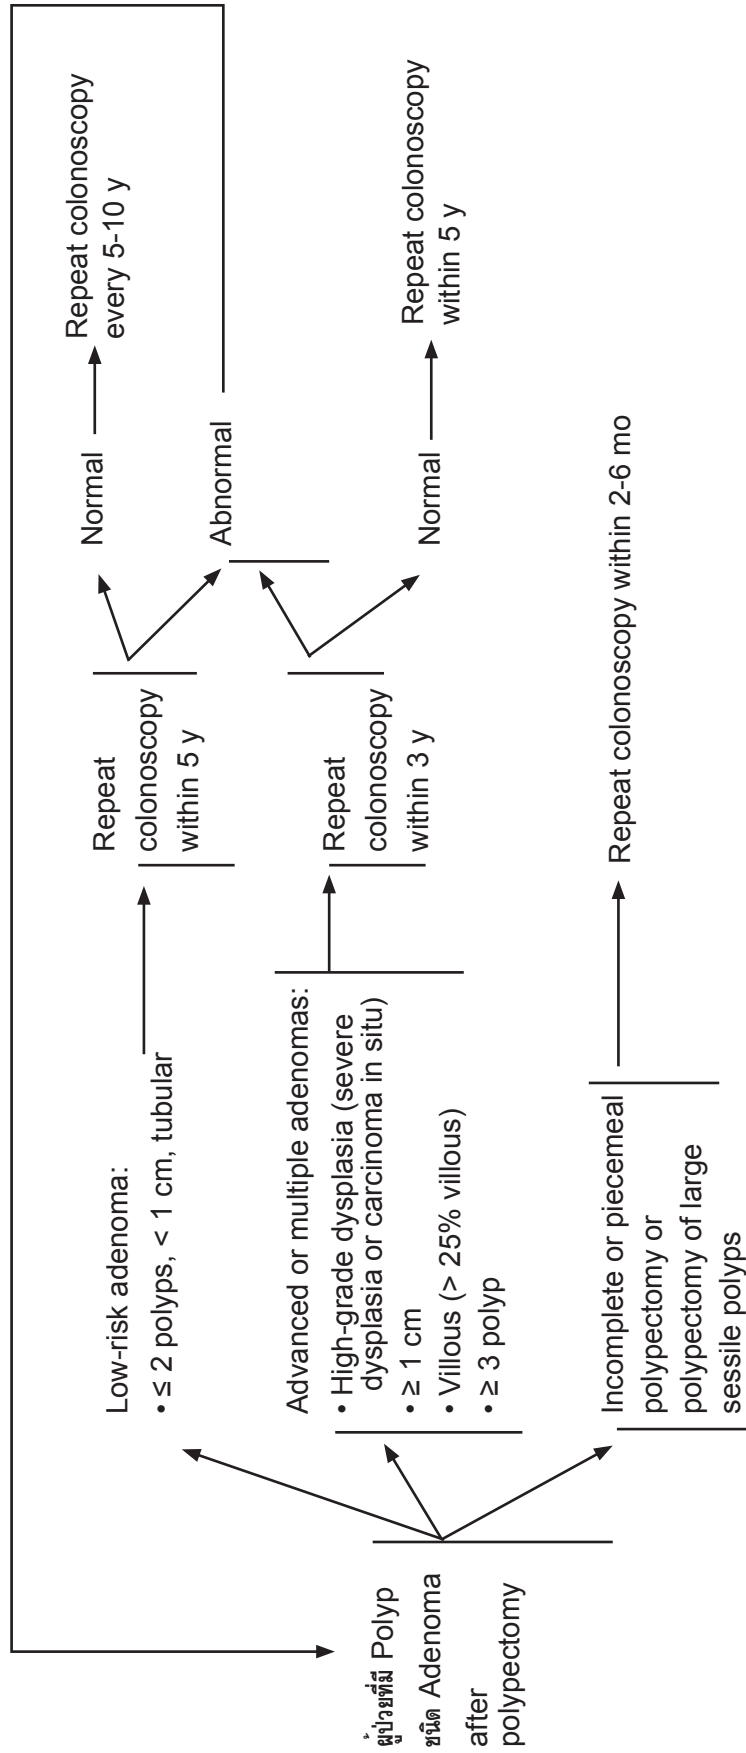 ผู้ป่วยที่มี Polyp
ชนิด Adenoma
after
polypectomy
Low-risk adenoma:
• ≤ 2 polyps, < 1 cm, tubular
Repeat
colonoscopy
within 5 y
Normal
Repeat colonoscopy
every 5-10 y
Abnormal
Advanced or multiple adenomas:
• High-grade dysplasia (severe
dysplasia or carcinoma in situ)
• ≥ 1 cm
• Villous (> 25% villous)
• ≥ 3 polyp
Repeat
colonoscopy
within 3 y
Normal
Repeat colonoscopy
within 5 y
Incomplete or piecemeal
polypectomy or
polypectomy of large
sessile polyps
Repeat colonoscopy within 2-6 mo